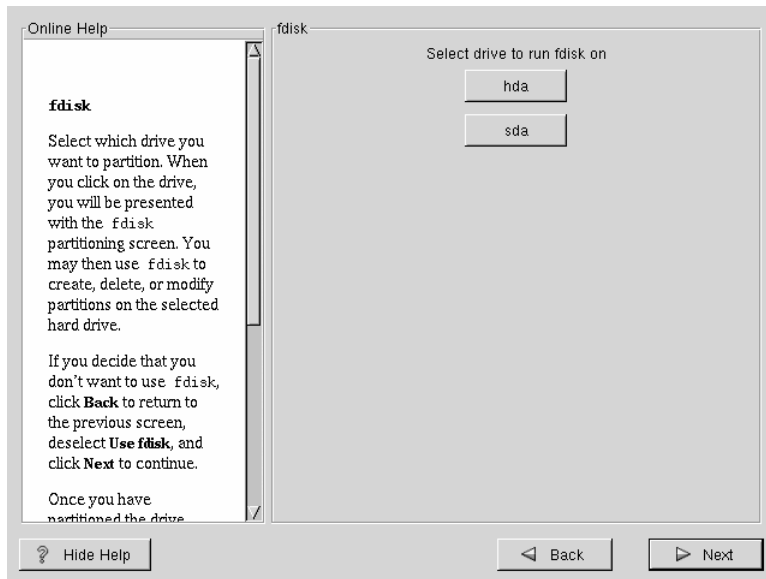 Online Help
fdisk
Select which drive you
want to partition. When
you click on the drive,
you will be presented
with the fdisk
partitioning screen. You
may then use fdisk to
create, delete, or modify
partitions on the selected
hard drive.
If you decide that you
don't want to use fdisk,
click Back to return to
the previous screen,
deselect Use fdisk, and
click Next to continue.
Once you have
partitioned the drive
fdisk
Select drive to run fdisk on
hda
sda
? Hide Help
Back
Next